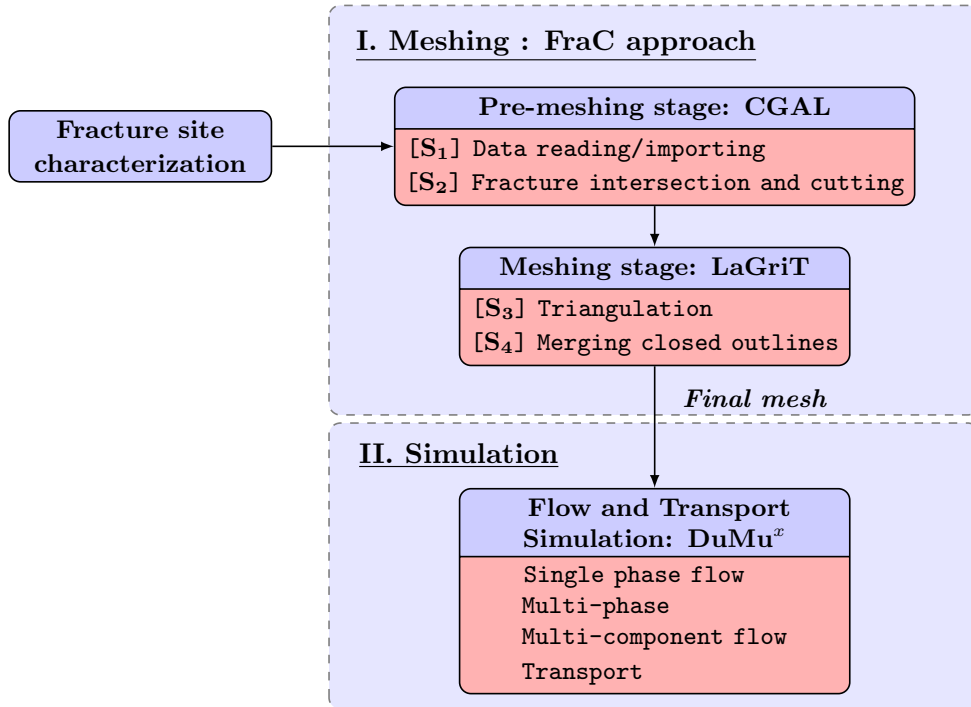 I. Meshing : FraC approach
Pre-meshing stage: CGAL
Fracture site
characterization
[S₁] Data reading/importing
[S₂] Fracture intersection and cutting
Meshing stage: LaGriT
[S₃] Triangulation
[S₄] Merging closed outlines
Final mesh
II. Simulation
Flow and Transport
Simulation: DuMuˣ
Single phase flow
Multi-phase
Multi-component flow
Transport